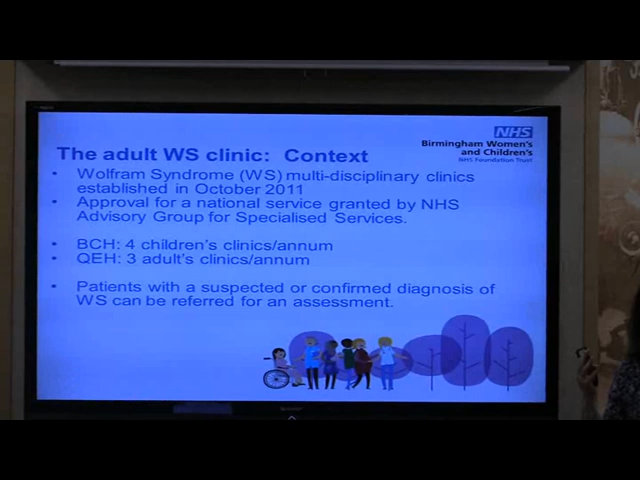 NHS
Birmingham Women's
and Children's
NHS Foundation Trust
The adult WS clinic: Context
• Wolfram Syndrome (WS) multi-disciplinary clinics
established in October 2011
• Approval for a national service granted by NHS
Advisory Group for Specialised Services.
• BCH: 4 children's clinics/annum
• QEH: 3 adult's clinics/annum
• Patients with a suspected or confirmed diagnosis of
WS can be referred for an assessment.